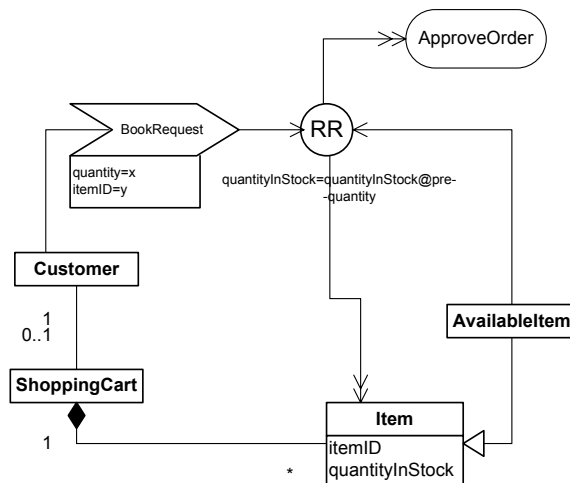 ApproveOrder
BookRequest
RR
quantity=x
itemID=y
quantityInStock=quantityInStock@pre-
-quantity
Customer
1
0..1
AvailableItem
ShoppingCart
Item
1
itemID
*
quantityInStock